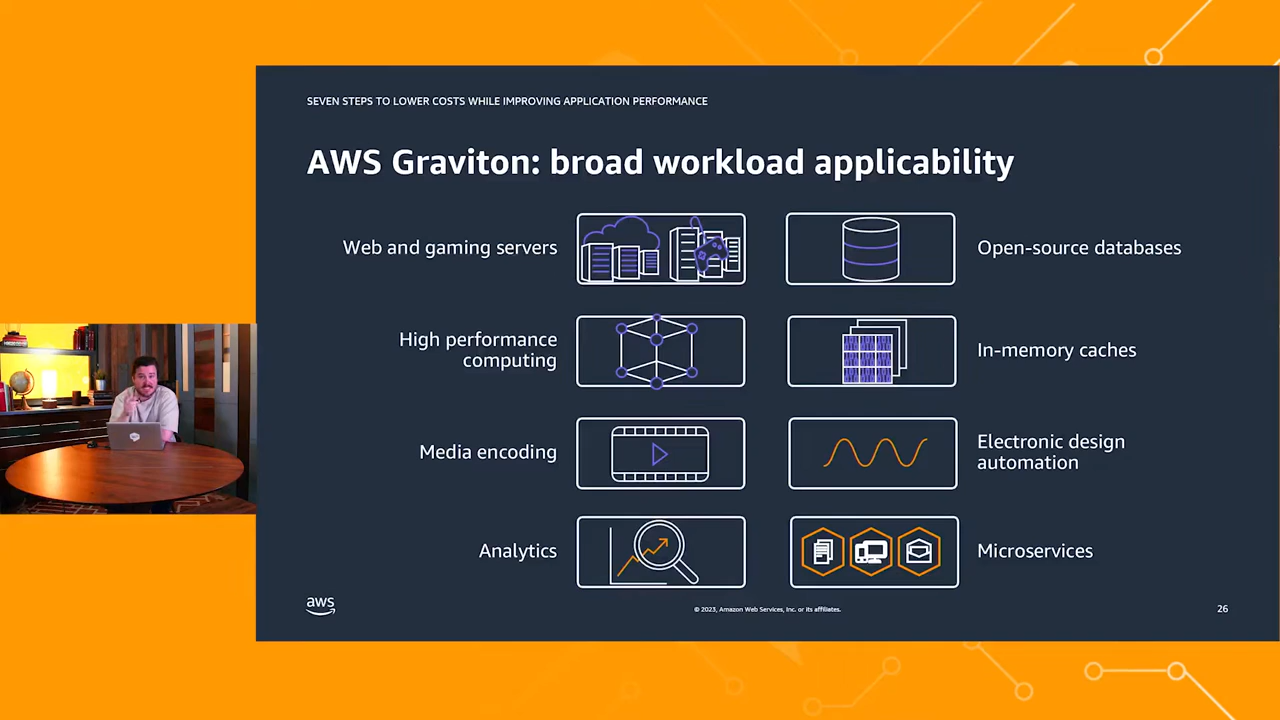 SEVEN STEPS TO LOWER COSTS WHILE IMPROVING APPLICATION PERFORMANCE
AWS Graviton: broad workload applicability
Web and gaming servers
Open-source databases
High performance
computing
In-memory caches
Media encoding
Electronic design
automation
Analytics
Microservices
aws
© 2023, Amazon Web Services, Inc. or its affiliates.
26